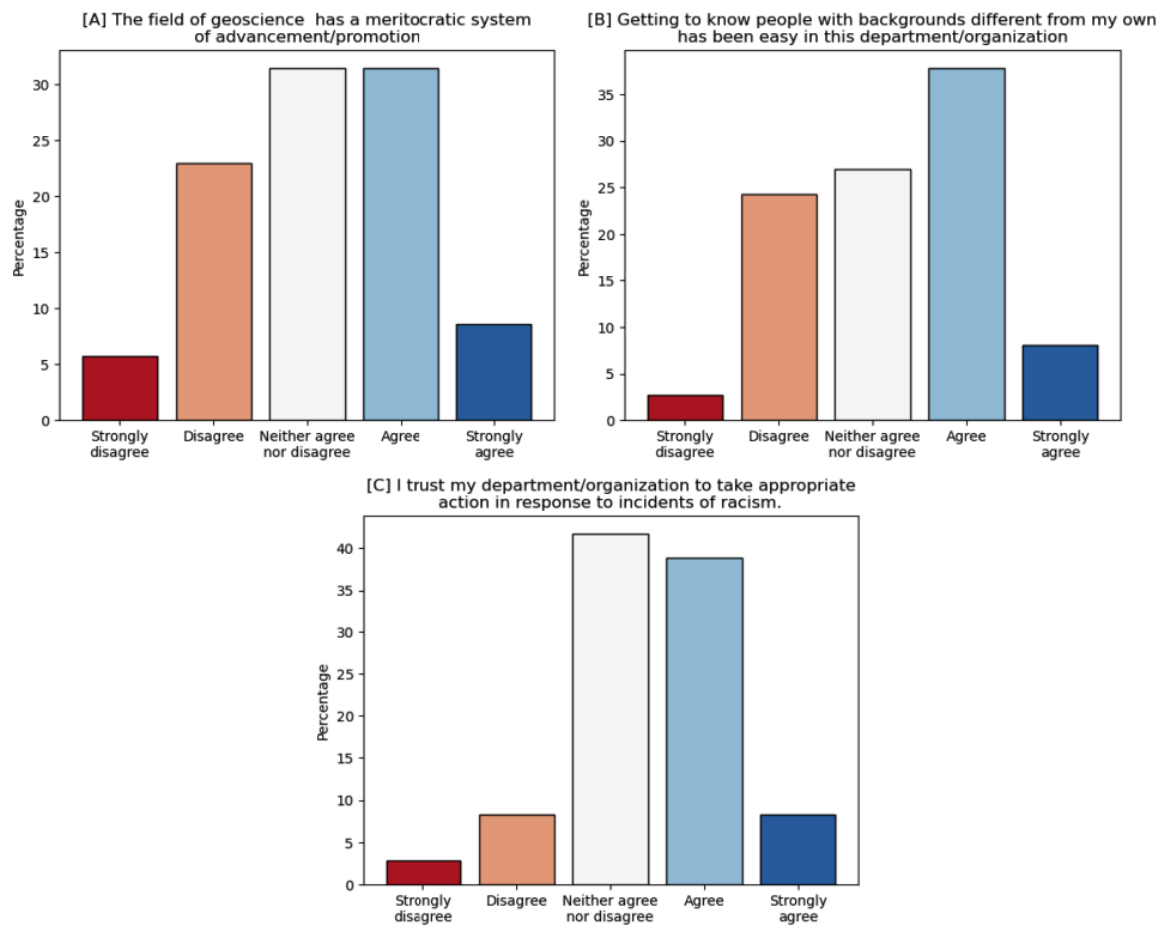 [A] The field of geoscience  has a meritocratic system
of advancement/promotion
30
25
20
15
10
5
0
Percentage
Strongly
disagree
Disagree
Neither agree
nor disagree
Agree
Strongly
agree
[B] Getting to know people with backgrounds different from my own
has been easy in this department/organization
35
30
25
20
15
10
5
0
Percentage
Strongly
disagree
Disagree
Neither agree
nor disagree
Agree
Strongly
agree
[C] I trust my department/organization to take appropriate
action in response to incidents of racism.
40
35
30
25
20
15
10
5
0
Percentage
Strongly
disagree
Disagree
Neither agree
nor disagree
Agree
Strongly
agree